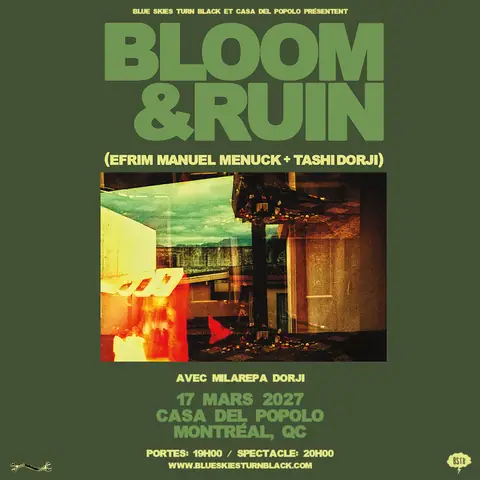 BLUE SKIES TURN BLACK ET CASA DEL POPOLO PRÉSENTENT
BLOOM
&RUIN
(EFRIM MANUEL MENUCK + TASHI DORJI)
AVEC MILAREPA DORJI
17 MARS 2027
CASA DEL POPOLO
MONTRÉAL, QC
PORTES: 19H00 / SPECTACLE: 20H00
WWW.BLUESKIESTURNBLACK.COM
BSTB